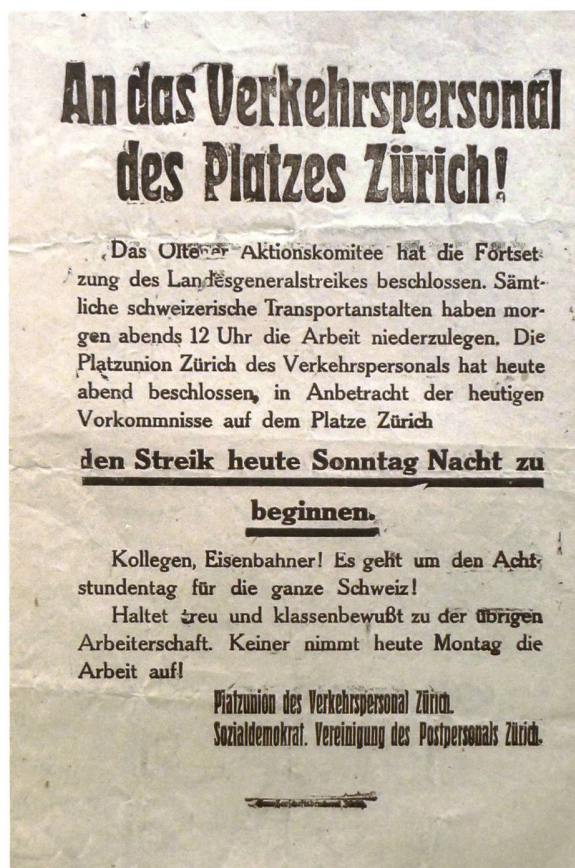 An das Verkehrspersonal
des Platzes Zürich!
Das Oltener Aktionskomitee hat die Fortset-
zung des Landesgeneralstreikes beschlossen. Sämt-
liche schweizerische Transportanstalten haben mor-
gen abends 12 Uhr die Arbeit niederzulegen. Die
Platzunion Zürich des Verkehrspersonals hat heute
abend beschlossen, in Anbetracht der heutigen
Vorkommnisse auf dem Platze Zürich
den Streik heute Sonntag Nacht zu
beginnen.
Kollegen, Eisenbahner! Es geht um den Acht-
stundentag für die ganze Schweiz!
Haltet treu und klassenbewußt zu der übrigen
Arbeiterschaft. Keiner nimmt heute Montag die
Arbeit auf!
Platzunion des Verkehrspersonal Zürich.
Sozialdemokrat. Vereinigung des Postpersonals Zürich.